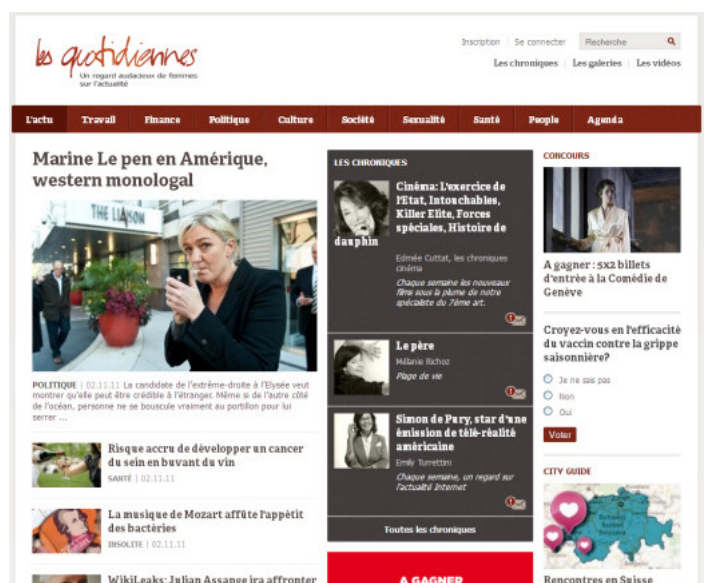 les quotidiennes
Un regard audacieux de femmes
sur l'actualité
Inscription
Se connecter
Recherche
Les chroniques
Les galeries
Les vidéos
L'actu
Travail
Finance
Politique
Culture
Société
Sexualité
Santé
People
Agenda
Marine Le pen en Amérique,
western monologal
THE LIAISON
POLITIQUE | 02.11.11 La candidate de l'extrême-droite à l'Elysée veut
montrer qu'elle peut être crédible à l'étranger. Même si de l'autre côté
de l'océan, personne ne se bouscule vraiment au portillon pour lui
serrer ...
Risque accru de développer un cancer
du sein en buvant du vin
SANTÉ | 02.11.11
La musique de Mozart affûte l'appétit
des bactéries
INSOLITE | 02.11.11
WikiLeaks: Julian Assange ira affronter
LES CHRONIQUES
Cinéma: L'exercice de
l'Etat, Intouchables,
Killer Elite, Forces
spéciales, Histoire de
dauphin
Edmée Cuttat, les chroniques
cinéma
Chaque semaine les nouveaux
films sous la plume de notre
spécialiste du 7ème art.
Le père
Mélanie Richoz
Plage de vie
Simon de Pury, star d'une
émission de télé-réalité
américaine
Emily Turrettini
Chaque semaine, un regard sur
l'actualité Internet
Toutes les chroniques
A GAGNER
CONCOURS
A gagner : 5x2 billets
d'entrée à la Comédie de
Genève
Croyez-vous en l'efficacité
du vaccin contre la grippe
saisonnière?
Je ne sais pas
Non
Oui
Voter
CITY GUIDE
Rencontres en Suisse